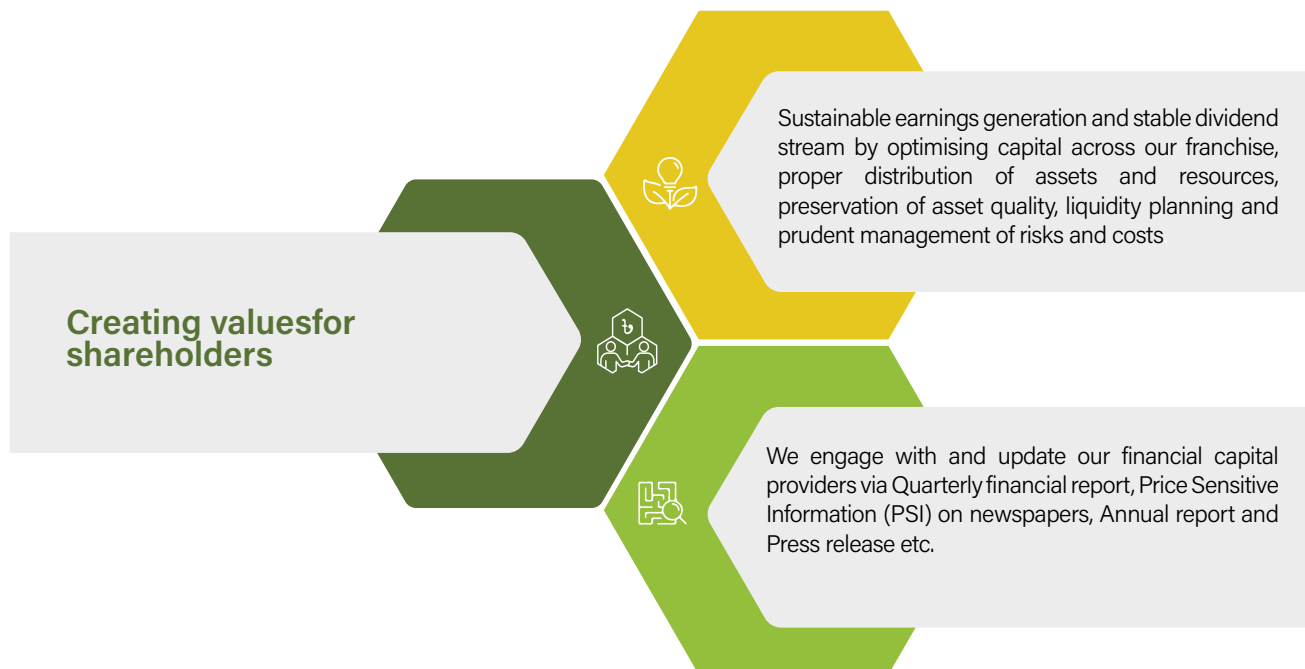 Creating valuesfor
shareholders
৳
Sustainable earnings generation and stable dividend
stream by optimising capital across our franchise,
proper distribution of assets and resources,
preservation of asset quality, liquidity planning and
prudent management of risks and costs
We engage with and update our financial capital
providers via Quarterly financial report, Price Sensitive
Information (PSI) on newspapers, Annual report and
Press release etc.